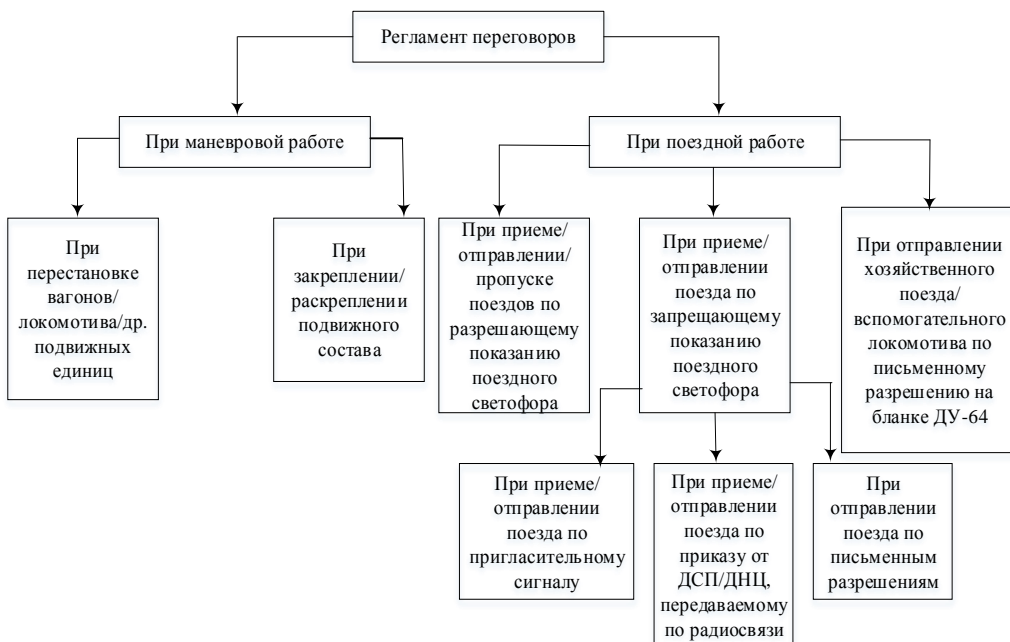 Регламент переговоров
При маневровой работе
При поездной работе
При
перестановке
вагонов/
локомотива/др.
подвижных
единиц
При
закреплении/
раскреплении
подвижного
состава
При приеме/
отправлении/
пропуске
поездов по
разрешающему
показанию
поездного
светофора
При приеме/
отправлении
поезда по
запрещающему
показанию
поездного
светофора
При отправлении
хозяйственного
поезда/
вспомогательного
локомотива по
письменному
разрешению на
бланке ДУ-64
При приеме/
отправлении
поезда по
пригласительному
сигналу
При приеме/
отправлении
поезда по
приказу от
ДСП/ДНЦ,
передаваемому
по радиосвязи
При
отправлении
поезда по
письменным
разрешениям